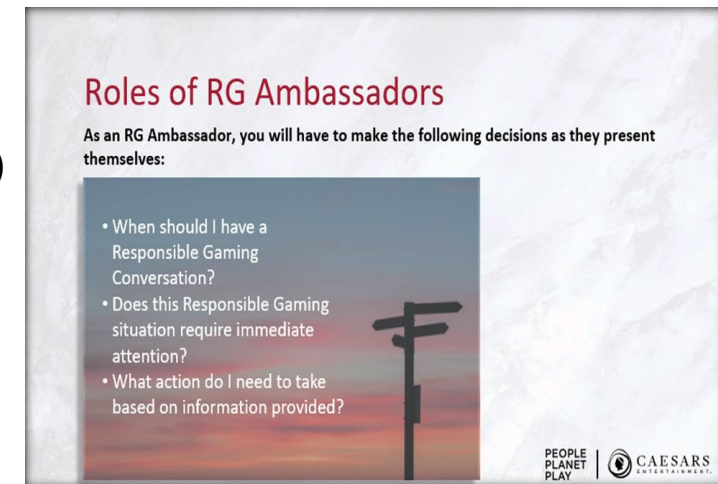 Roles of RG Ambassadors
As an RG Ambassador, you will have to make the following decisions as they present
themselves:
• When should I have a
Responsible Gaming
Conversation?
• Does this Responsible Gaming
situation require immediate
attention?
• What action do I need to take
based on information provided?
PEOPLE
PLANET
PLAY
CAESARS
ENTERTAINMENT.
)